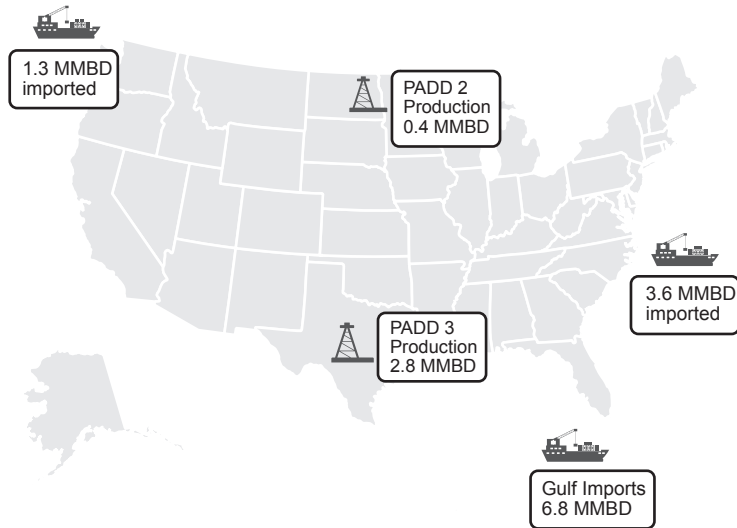 1.3 MMBD
imported
PADD 2
Production
0.4 MMBD
3.6 MMBD
imported
PADD 3
Production
2.8 MMBD
Gulf Imports
6.8 MMBD